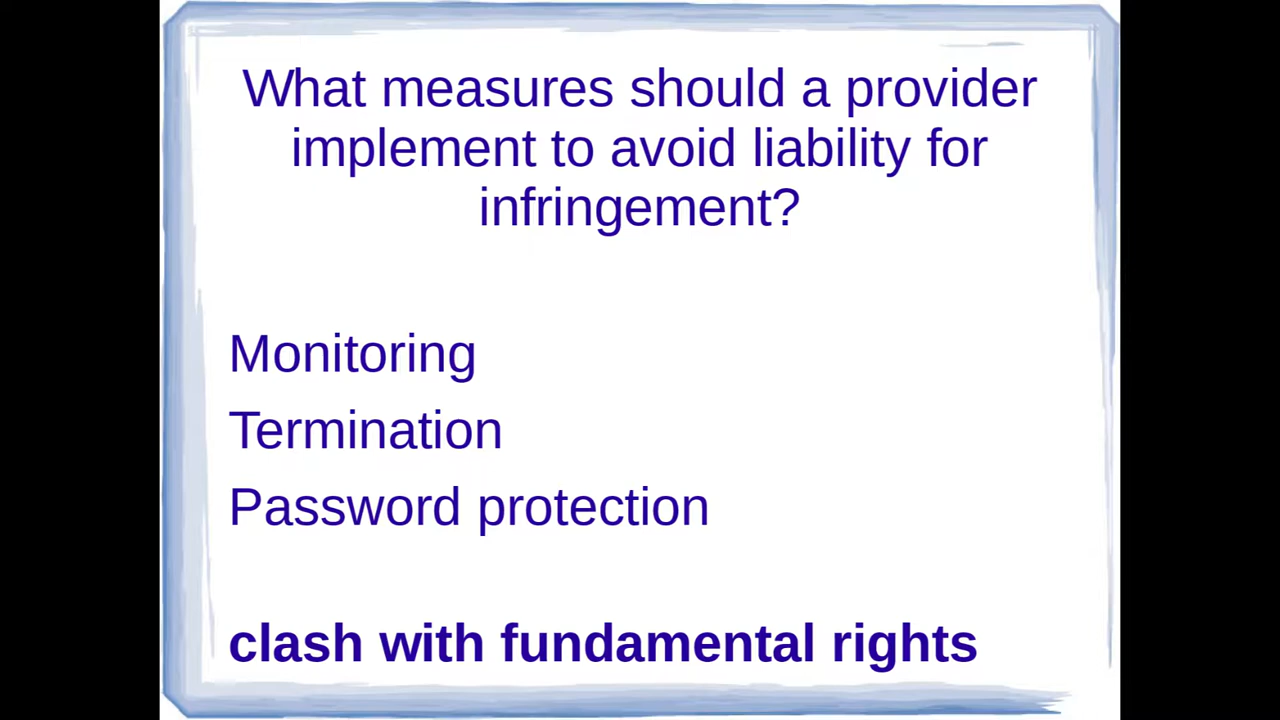 What measures should a provider
implement to avoid liability for
infringement?
Monitoring
Termination
Password protection
clash with fundamental rights